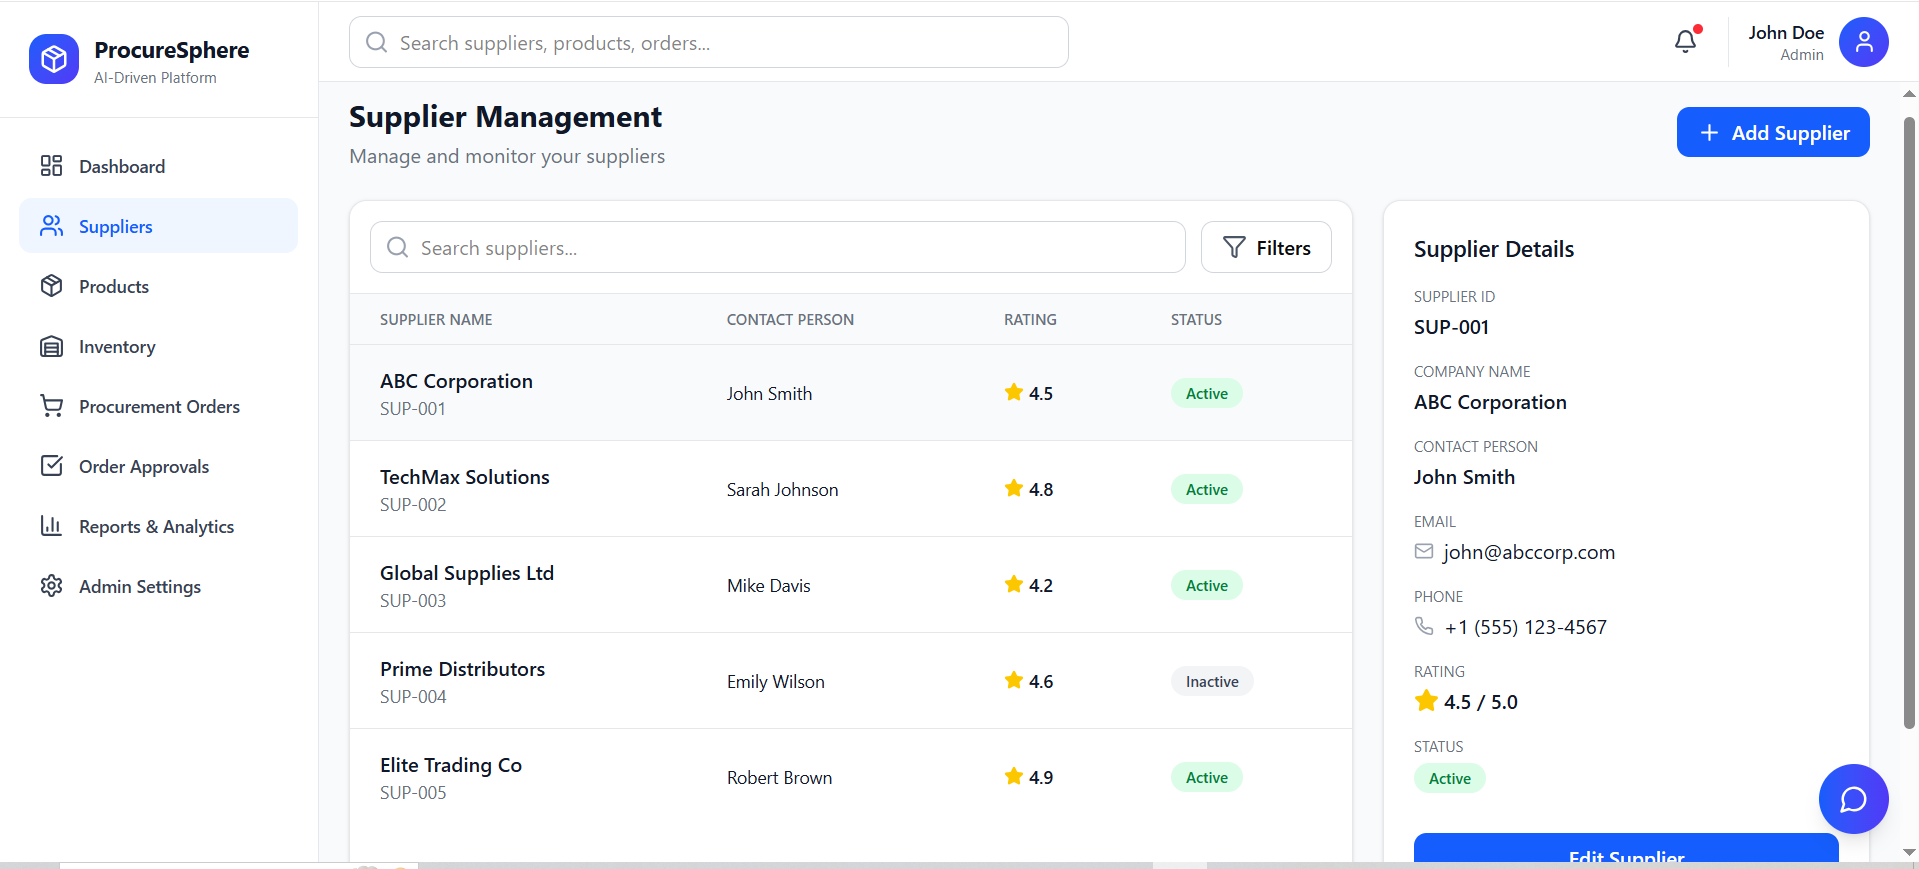 ProcureSphere
AI-Driven Platform
Search suppliers, products, orders...
John Doe
Admin
Dashboard
Suppliers
Products
Inventory
Procurement Orders
Order Approvals
Reports & Analytics
Admin Settings
Supplier Management
Manage and monitor your suppliers
Add Supplier
Search suppliers...
Filters
SUPPLIER NAME CONTACT PERSON RATING STATUS
ABC Corporation
SUP-001
John Smith
4.5
Active
TechMax Solutions
SUP-002
Sarah Johnson
4.8
Active
Global Supplies Ltd
SUP-003
Mike Davis
4.2
Active
Prime Distributors
SUP-004
Emily Wilson
4.6
Inactive
Elite Trading Co
SUP-005
Robert Brown
4.9
Active
Supplier Details
SUPPLIER ID
SUP-001
COMPANY NAME
ABC Corporation
CONTACT PERSON
John Smith
EMAIL
john@abccorp.com
PHONE
+1 (555) 123-4567
RATING
4.5 / 5.0
STATUS
Active
Edit Supplier